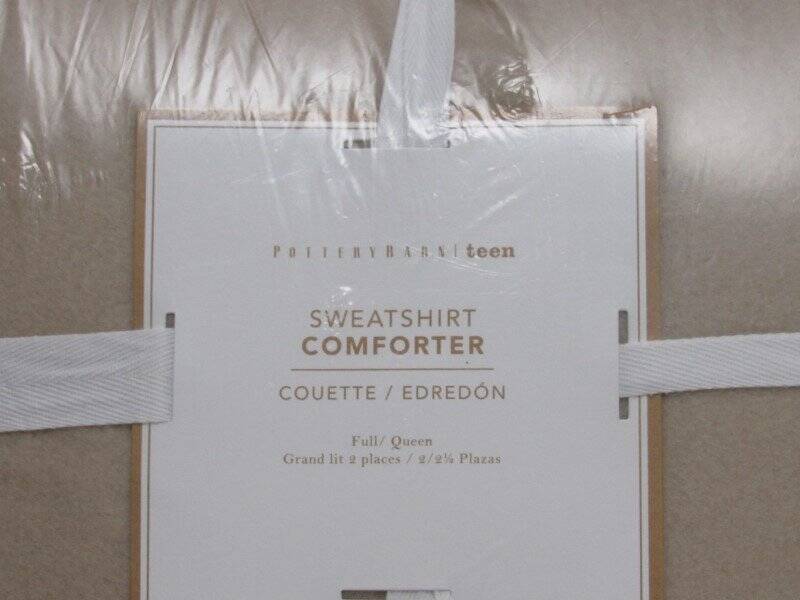 POTTERYBARN | teen
SWEATSHIRT
COMFORTER
COUETTE / EDREDÓN
Full/ Queen
Grand lit 2 places / 2/2½ Plazas